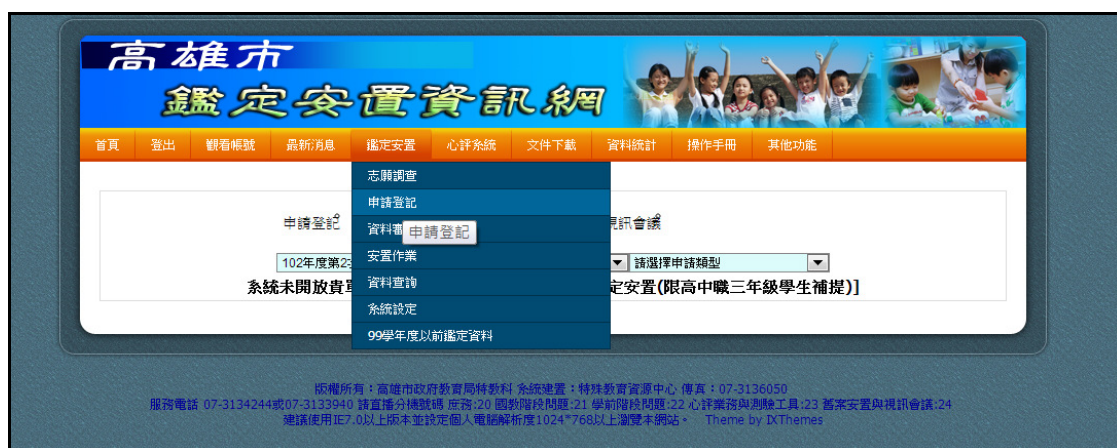 高雄市
鑑定安置資訊網
首頁 登出 觀看帳號 最新消息 鑑定安置 心評系統 文件下載 資料統計 操作手冊 其他功能
志願調查
申請登記
資料審
申請登記
安置作業
資料查詢
系統設定
99學年度以前鑑定資料
申請登記 視訊會議
102年度第2 請選擇申請類型
系統未開放貴 定安置(限高中職三年級學生補提)]
版權所有：高雄市政府教育局特教科 系統建置：特殊教育資源中心 傳真：07-3136050
服務電話 07-3134244或07-3133940 請直播分機號碼 庶務:20 國教階段問題:21 學前階段問題:22 心評業務與測驗工具:23 舊案安置與視訊會議:24
建議使用IE7.0以上版本並設定個人電腦解析度1024*768以上瀏覽本網站。 Theme by DXThemes